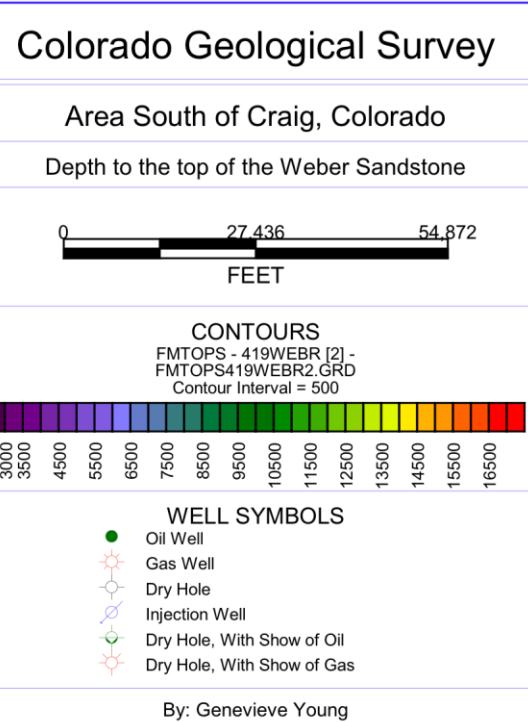 Colorado Geological Survey
Area South of Craig, Colorado
Depth to the top of the Weber Sandstone
0 27,436 54,872
FEET
CONTOURS
FMTOPS - 419WEBR [2] -
FMTOPS419WEBR2.GRD
Contour Interval = 500
3000 3500 4500 5500 6500 7500 8500 9500 10500 11500 12500 13500 14500 15500 16500
WELL SYMBOLS
Oil Well
Gas Well
Dry Hole
Injection Well
Dry Hole, With Show of Oil
Dry Hole, With Show of Gas
By: Genevieve Young